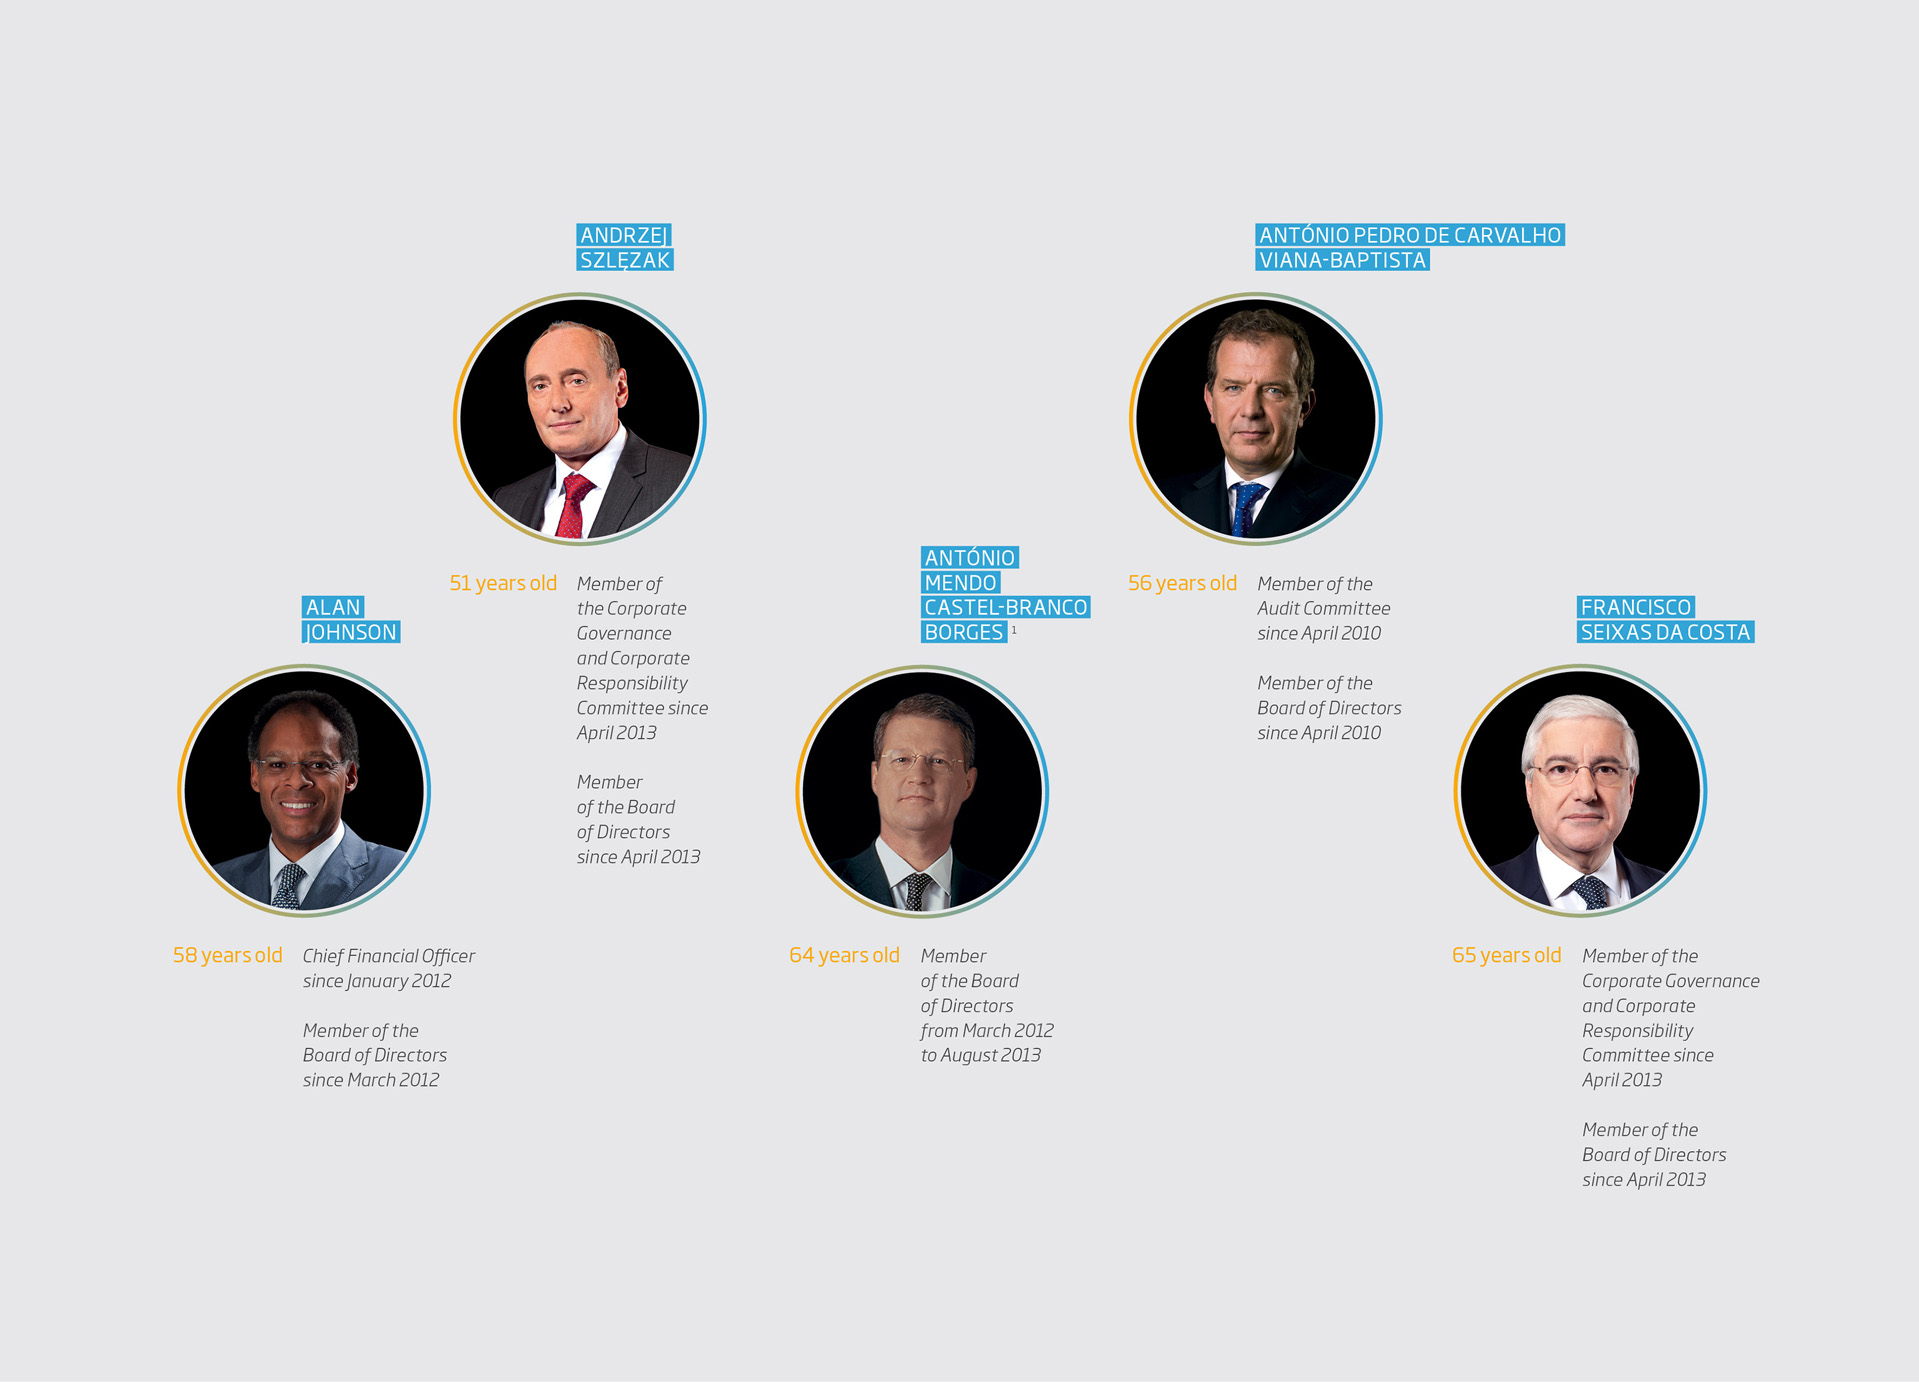 ANDRZEJ
SZLĘZAK
51 years old
Member of
the Corporate
Governance
and Corporate
Responsibility
Committee since
April 2013
Member
of the Board
of Directors
since April 2013
ANTÓNIO PEDRO DE CARVALHO
VIANA-BAPTISTA
56 years old
Member of the
Audit Committee
since April 2010
Member of the
Board of Directors
since April 2010
ALAN
JOHNSON
58 years old
Chief Financial Officer
since January 2012
Member of the
Board of Directors
since March 2012
ANTÓNIO
MENDO
CASTEL-BRANCO
BORGES 1
64 years old
Member
of the Board
of Directors
from March 2012
to August 2013
FRANCISCO
SEIXAS DA COSTA
65 years old
Member of the
Corporate Governance
and Corporate
Responsibility
Committee since
April 2013
Member of the
Board of Directors
since April 2013